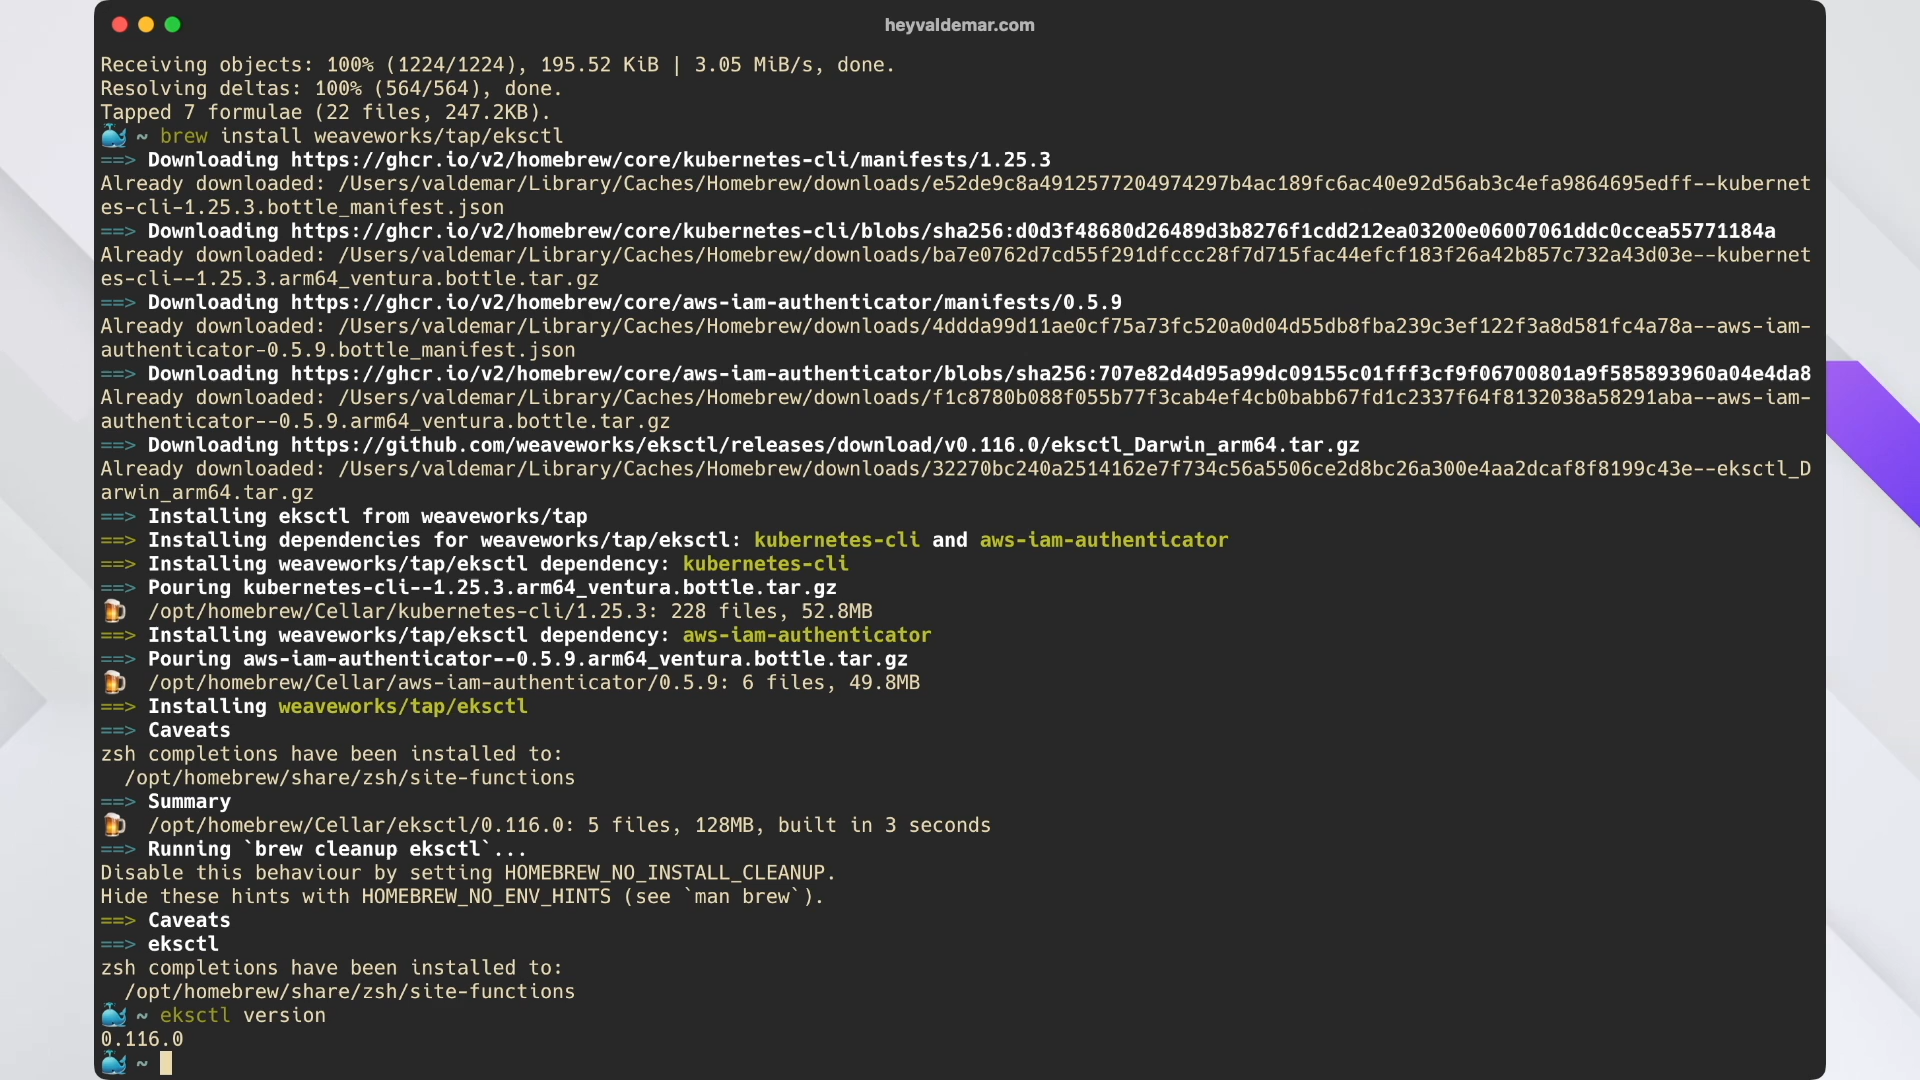 heyvaldemar.com
Receiving objects: 100% (1224/1224), 195.52 KiB | 3.05 MiB/s, done.
Resolving deltas: 100% (564/564), done.
Tapped 7 formulae (22 files, 247.2KB).
~ brew install weaveworks/tap/eksctl
==> Downloading https://ghcr.io/v2/homebrew/core/kubernetes-cli/manifests/1.25.3
Already downloaded: /Users/valdemar/Library/Caches/Homebrew/downloads/e52de9c8a4912577204974297b4ac189fc6ac40e92d56ab3c4efa9864695edff--kubernet
es-cli-1.25.3.bottle_manifest.json
==> Downloading https://ghcr.io/v2/homebrew/core/kubernetes-cli/blobs/sha256:d0d3f48680d26489d3b8276f1cdd212ea03200e06007061ddc0ccea55771184a
Already downloaded: /Users/valdemar/Library/Caches/Homebrew/downloads/ba7e0762d7cd55f291dfccc28f7d715fac44efcf183f26a42b857c732a43d03e--kubernet
es-cli--1.25.3.arm64_ventura.bottle.tar.gz
==> Downloading https://ghcr.io/v2/homebrew/core/aws-iam-authenticator/manifests/0.5.9
Already downloaded: /Users/valdemar/Library/Caches/Homebrew/downloads/4ddda99d11ae0cf75a73fc520a0d04d55db8fba239c3ef122f3a8d581fc4a78a--aws-iam-
authenticator-0.5.9.bottle_manifest.json
==> Downloading https://ghcr.io/v2/homebrew/core/aws-iam-authenticator/blobs/sha256:707e82d4d95a99dc09155c01fff3cf9f06700801a9f585893960a04e4da8
Already downloaded: /Users/valdemar/Library/Caches/Homebrew/downloads/f1c8780b088f055b77f3cab4ef4cb0babb67fd1c2337f64f8132038a58291aba--aws-iam-
authenticator--0.5.9.arm64_ventura.bottle.tar.gz
==> Downloading https://github.com/weaveworks/eksctl/releases/download/v0.116.0/eksctl_Darwin_arm64.tar.gz
Already downloaded: /Users/valdemar/Library/Caches/Homebrew/downloads/32270bc240a2514162e7f734c56a5506ce2d8bc26a300e4aa2dcaf8f8199c43e--eksctl_D
arwin_arm64.tar.gz
==> Installing eksctl from weaveworks/tap
==> Installing dependencies for weaveworks/tap/eksctl: kubernetes-cli and aws-iam-authenticator
==> Installing weaveworks/tap/eksctl dependency: kubernetes-cli
==> Pouring kubernetes-cli--1.25.3.arm64_ventura.bottle.tar.gz
🍺 /opt/homebrew/Cellar/kubernetes-cli/1.25.3: 228 files, 52.8MB
==> Installing weaveworks/tap/eksctl dependency: aws-iam-authenticator
==> Pouring aws-iam-authenticator--0.5.9.arm64_ventura.bottle.tar.gz
🍺 /opt/homebrew/Cellar/aws-iam-authenticator/0.5.9: 6 files, 49.8MB
==> Installing weaveworks/tap/eksctl
==> Caveats
zsh completions have been installed to:
/opt/homebrew/share/zsh/site-functions
==> Summary
🍺 /opt/homebrew/Cellar/eksctl/0.116.0: 5 files, 128MB, built in 3 seconds
==> Running `brew cleanup eksctl`...
Disable this behaviour by setting HOMEBREW_NO_INSTALL_CLEANUP.
Hide these hints with HOMEBREW_NO_ENV_HINTS (see `man brew`).
==> Caveats
==> eksctl
zsh completions have been installed to:
/opt/homebrew/share/zsh/site-functions
~ eksctl version
0.116.0
~